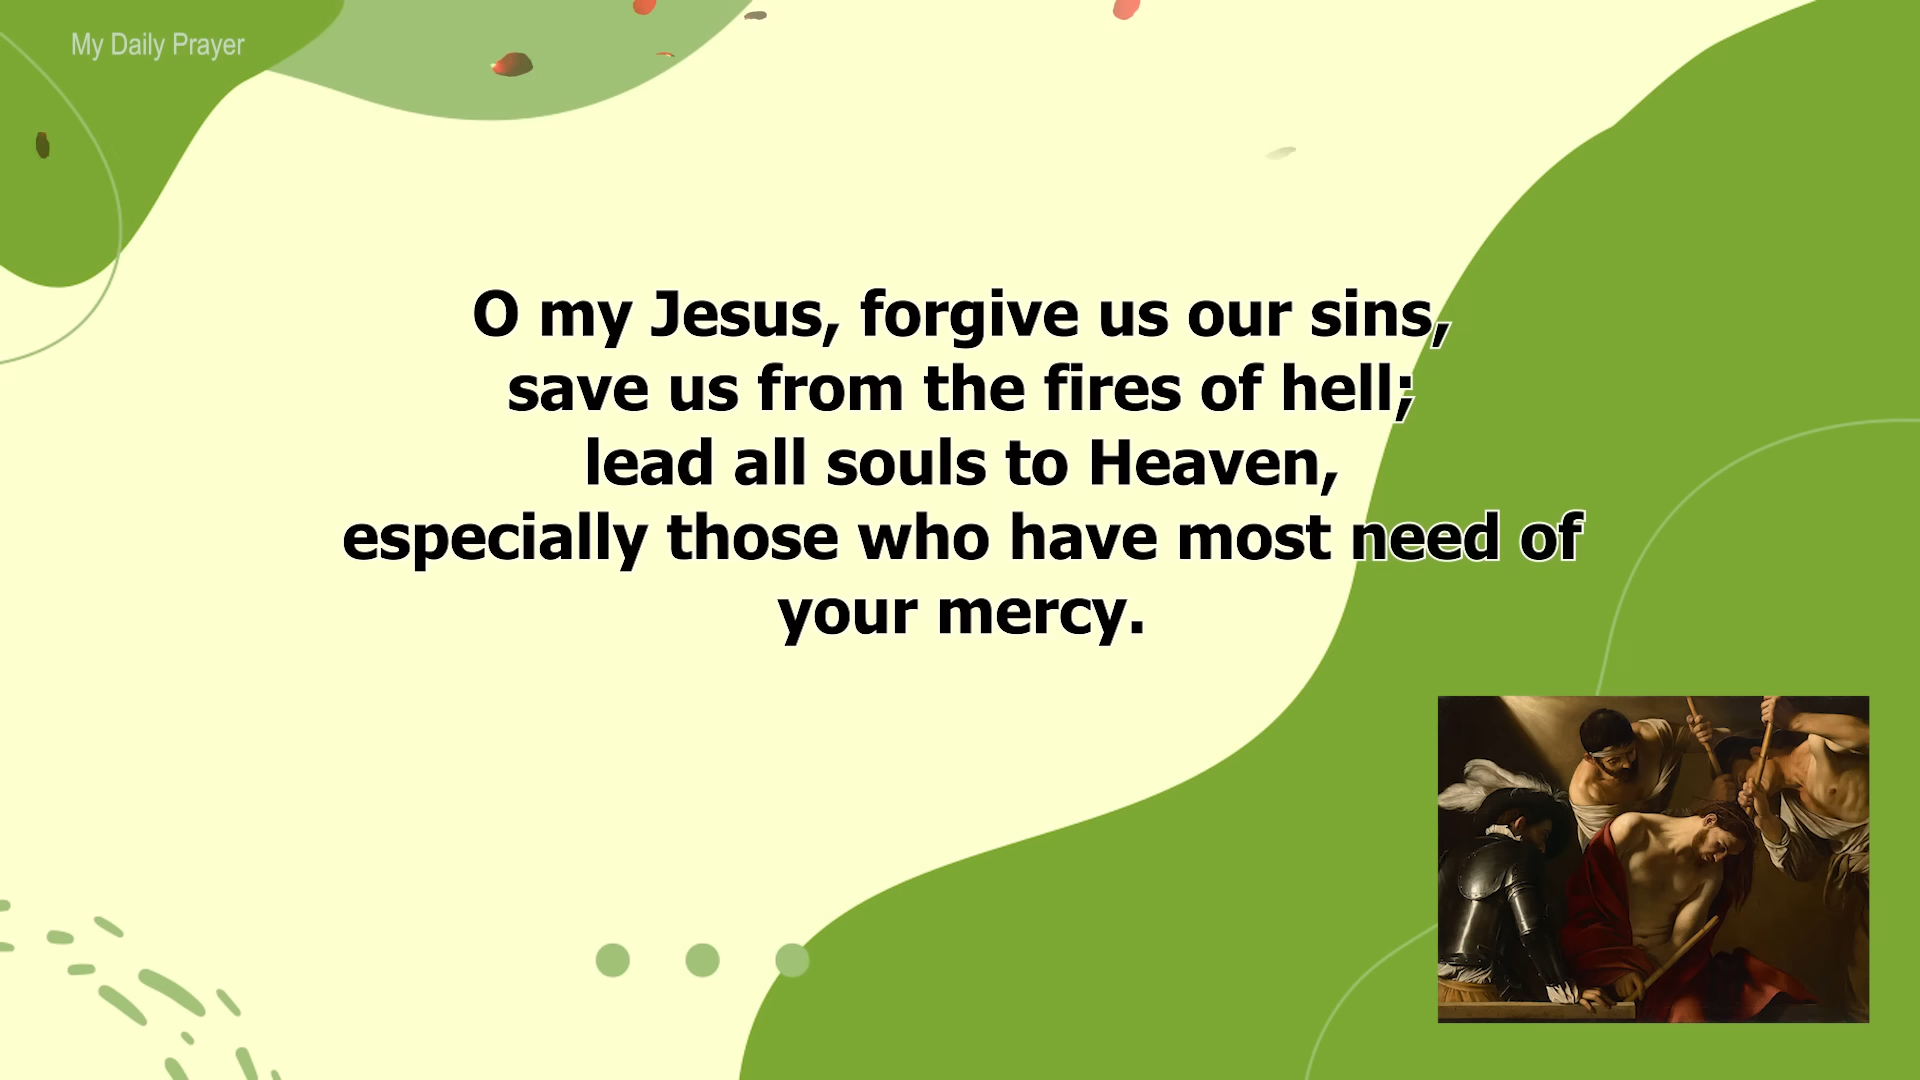 My Daily Prayer
O my Jesus, forgive us our sins,
save us from the fires of hell;
lead all souls to Heaven,
especially those who have most need of
your mercy.